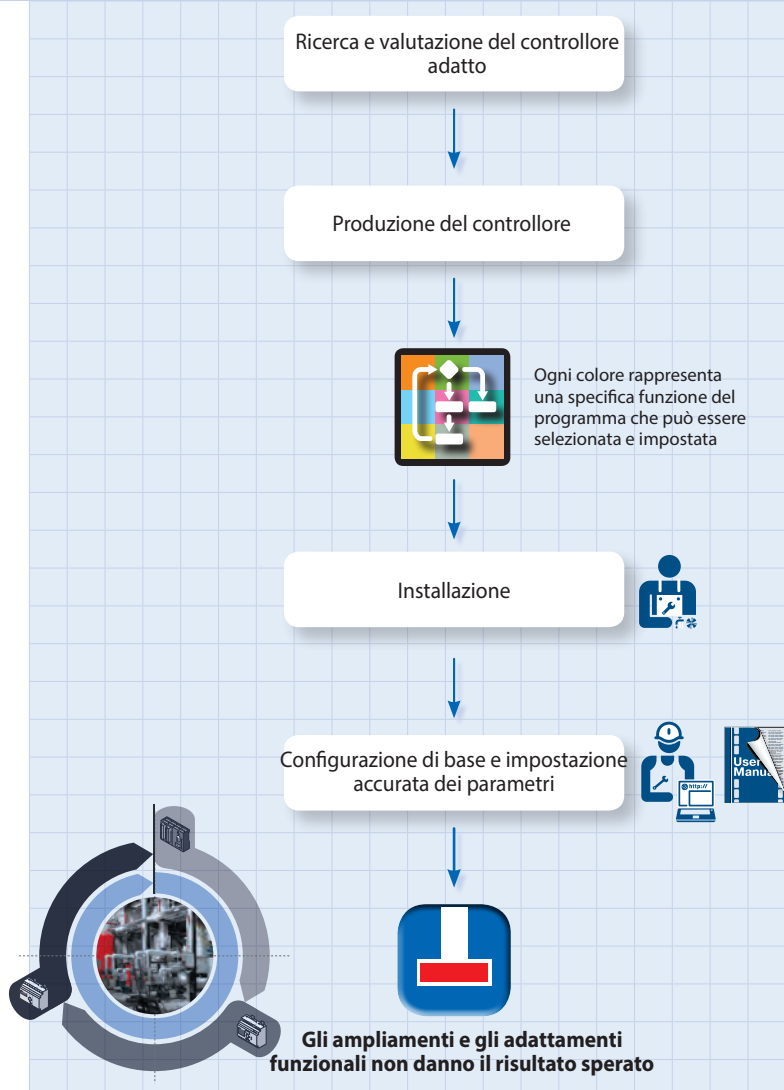 Ricerca e valutazione del controllore
adatto
Produzione del controllore
Ogni colore rappresenta
una specifica funzione del
programma che può essere
selezionata e impostata
Installazione
Configurazione di base e impostazione
accurata dei parametri
http://
User
Manual
Gli ampliamenti e gli adattamenti
funzionali non danno il risultato sperato